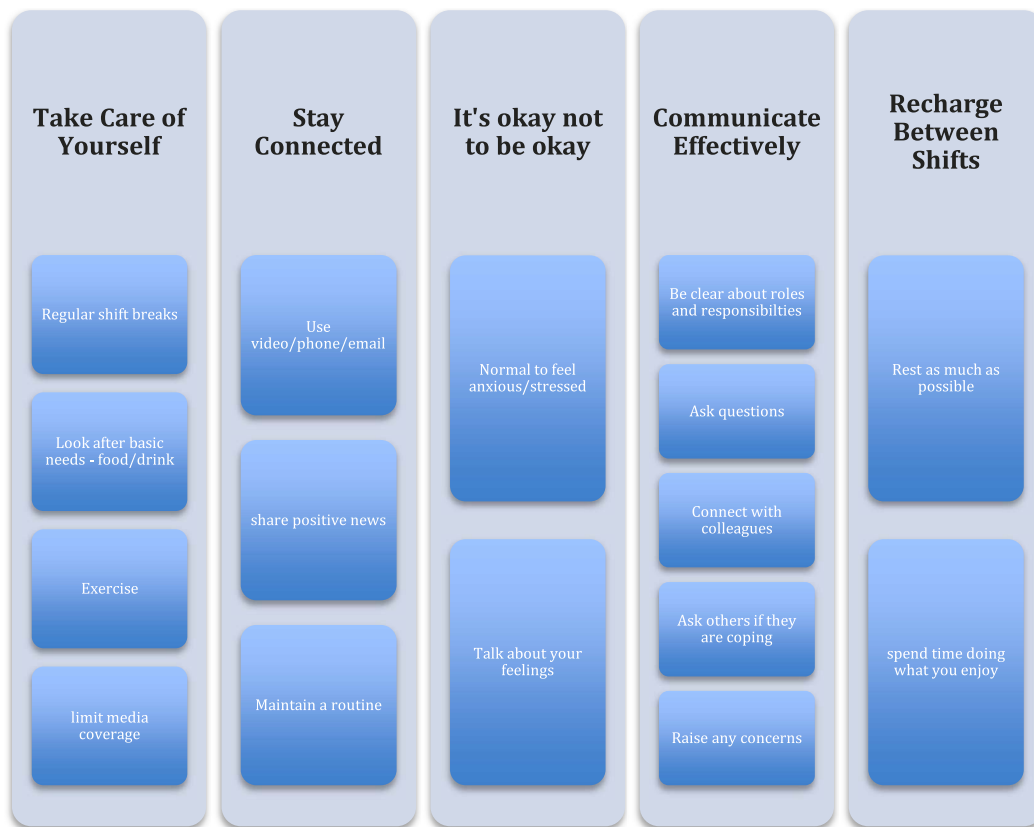 Take Care of
Yourself
Regular shift breaks
Look after basic
needs - food/drink
Exercise
limit media
coverage
Stay
Connected
Use
video/phone/email
share positive news
Maintain a routine
It's okay not
to be okay
Normal to feel
anxious/stressed
Talk about your
feelings
Communicate
Effectively
Be clear about roles
and responsibilties
Ask questions
Connect with
colleagues
Ask others if they
are coping
Raise any concerns
Recharge
Between
Shifts
Rest as much as
possible
spend time doing
what you enjoy